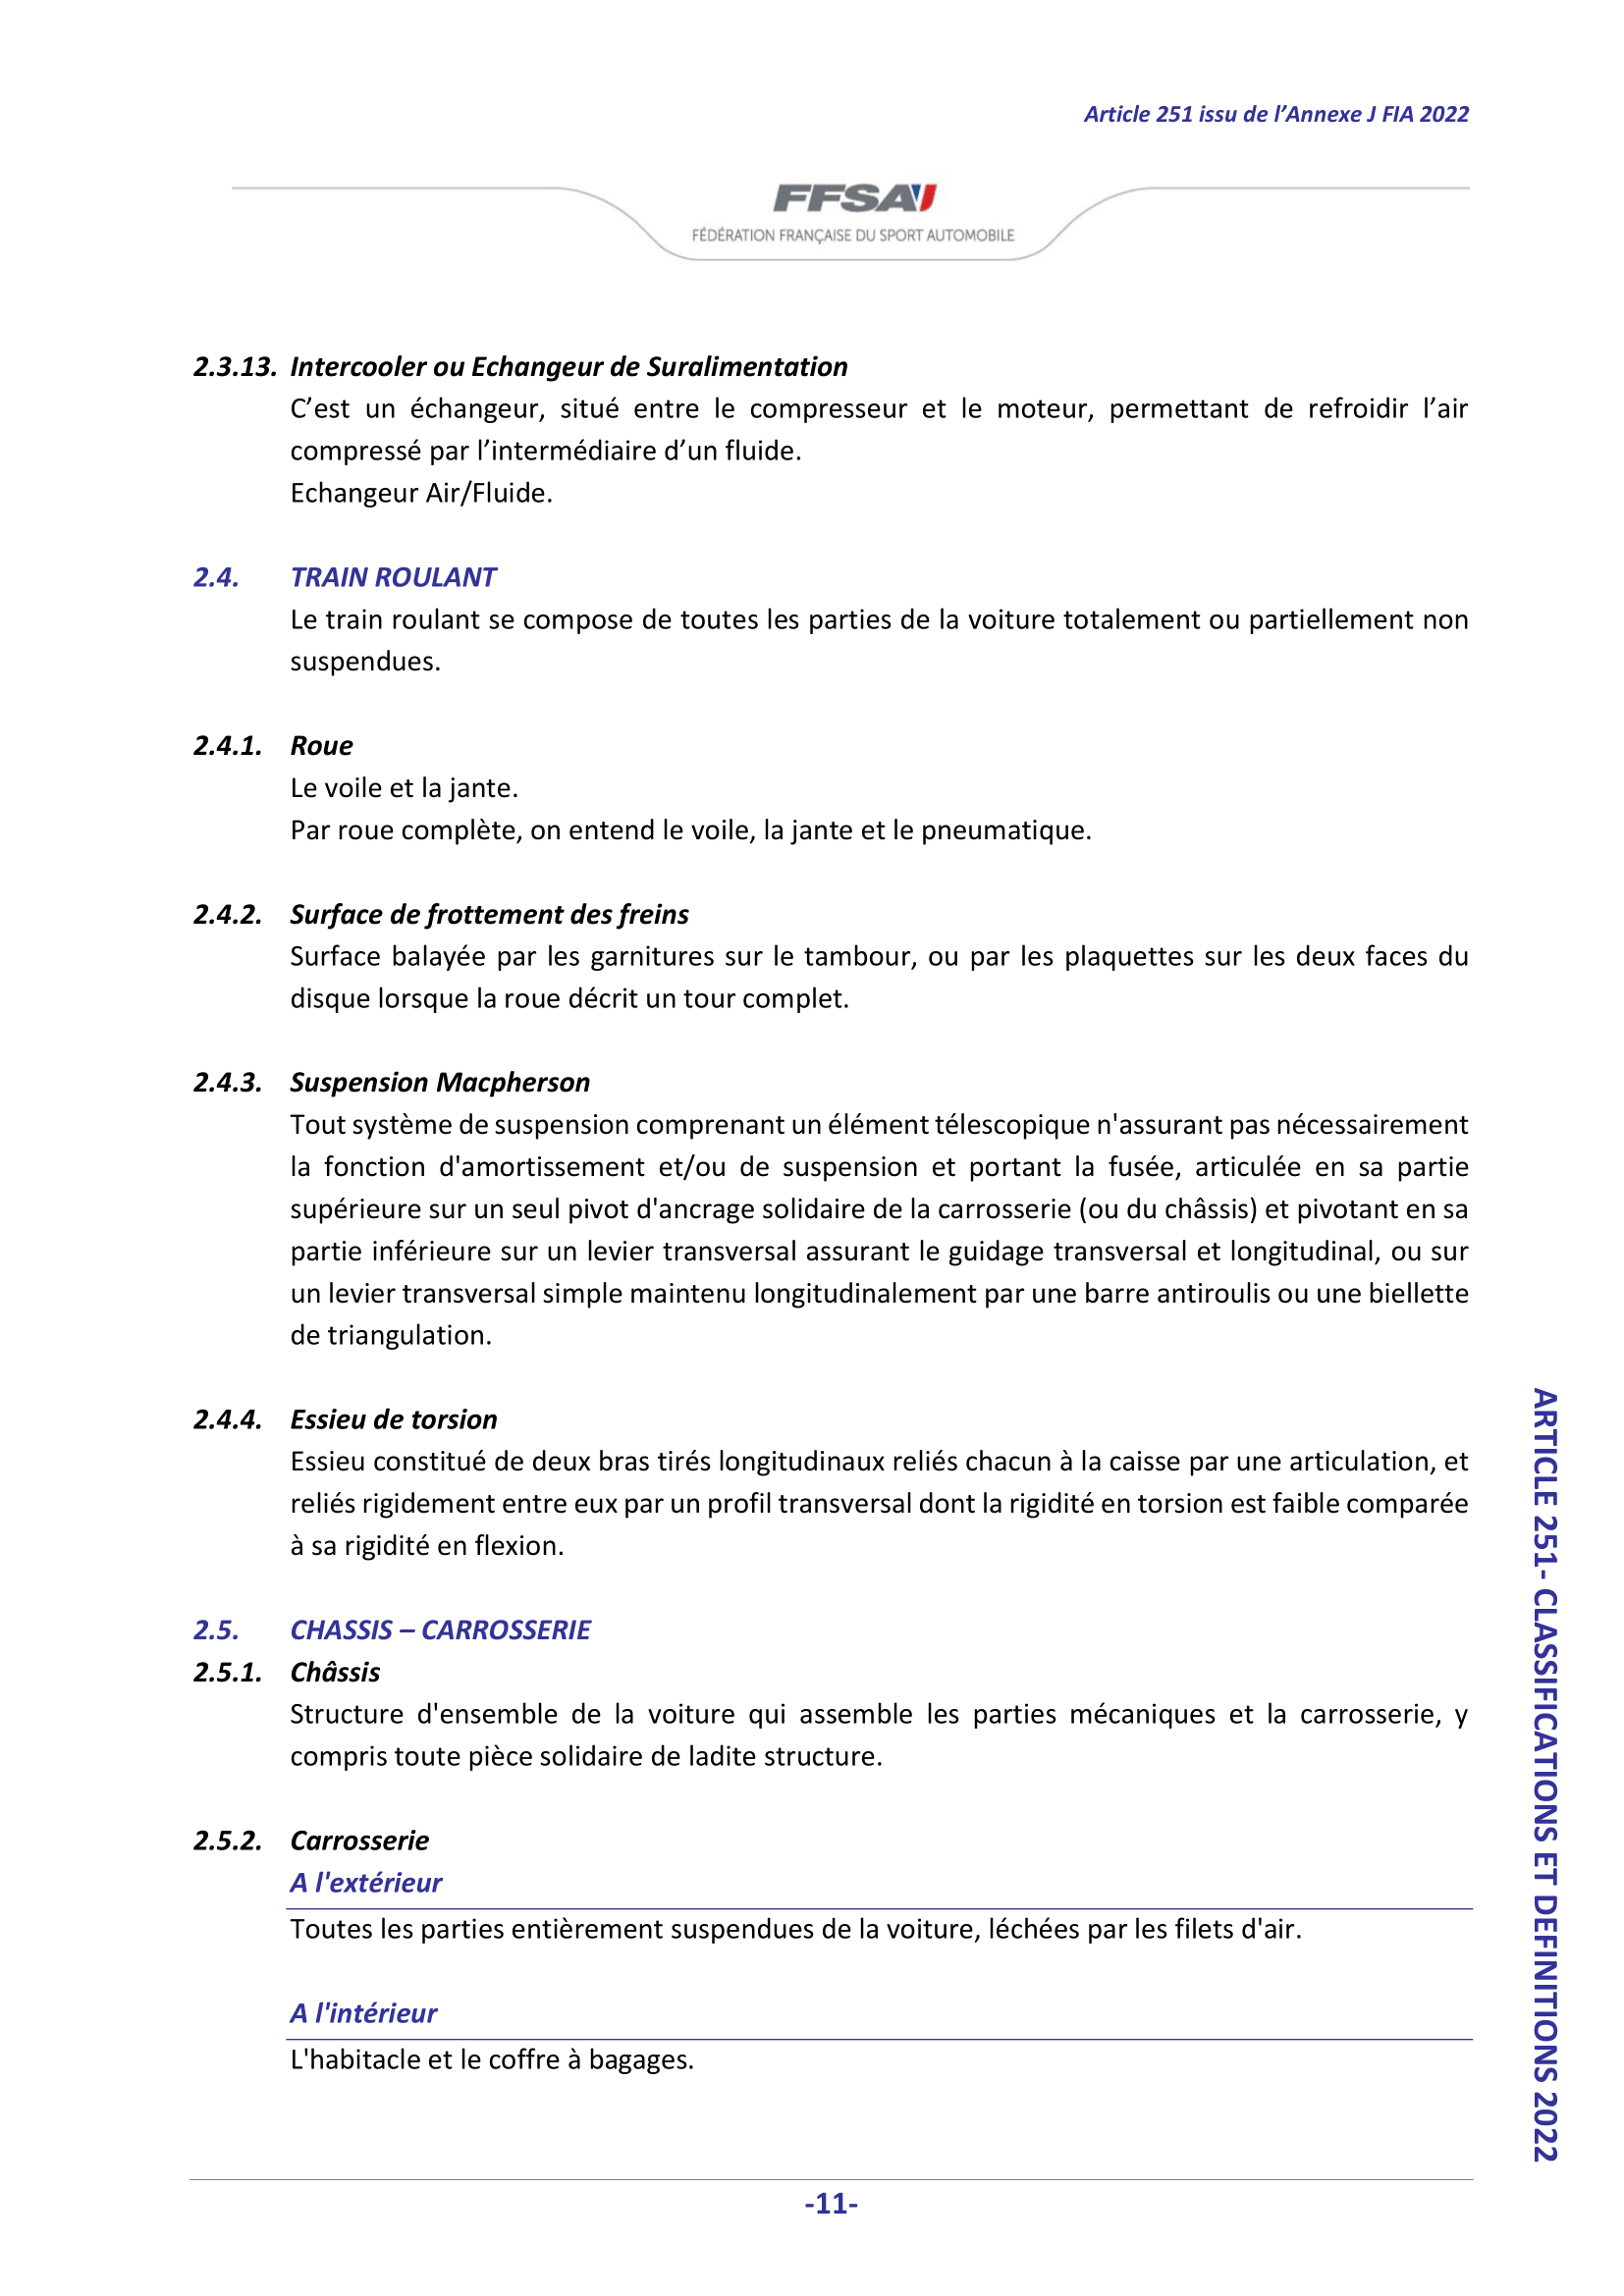 Article 251 issu de l’Annexe J FIA 2022
FFSA
FÉDÉRATION FRANÇAISE DU SPORT AUTOMOBILE
2.3.13. Intercooler ou Echangeur de Suralimentation
C’est un échangeur, situé entre le compresseur et le moteur, permettant de refroidir l’air
compressé par l’intermédiaire d’un fluide.
Echangeur Air/Fluide.
2.4. TRAIN ROULANT
Le train roulant se compose de toutes les parties de la voiture totalement ou partiellement non
suspendues.
2.4.1. Roue
Le voile et la jante.
Par roue complète, on entend le voile, la jante et le pneumatique.
2.4.2. Surface de frottement des freins
Surface balayée par les garnitures sur le tambour, ou par les plaquettes sur les deux faces du
disque lorsque la roue décrit un tour complet.
2.4.3. Suspension Macpherson
Tout système de suspension comprenant un élément télescopique n'assurant pas nécessairement
la fonction d'amortissement et/ou de suspension et portant la fusée, articulée en sa partie
supérieure sur un seul pivot d'ancrage solidaire de la carrosserie (ou du châssis) et pivotant en sa
partie inférieure sur un levier transversal assurant le guidage transversal et longitudinal, ou sur
un levier transversal simple maintenu longitudinalement par une barre antiroulis ou une biellette
de triangulation.
2.4.4. Essieu de torsion
Essieu constitué de deux bras tirés longitudinaux reliés chacun à la caisse par une articulation, et
reliés rigidement entre eux par un profil transversal dont la rigidité en torsion est faible comparée
à sa rigidité en flexion.
2.5. CHASSIS – CARROSSERIE
2.5.1. Châssis
Structure d'ensemble de la voiture qui assemble les parties mécaniques et la carrosserie, y
compris toute pièce solidaire de ladite structure.
2.5.2. Carrosserie
A l'extérieur
Toutes les parties entièrement suspendues de la voiture, léchées par les filets d'air.
A l'intérieur
L'habitacle et le coffre à bagages.
ARTICLE 251- CLASSIFICATIONS ET DEFINITIONS 2022
-11-